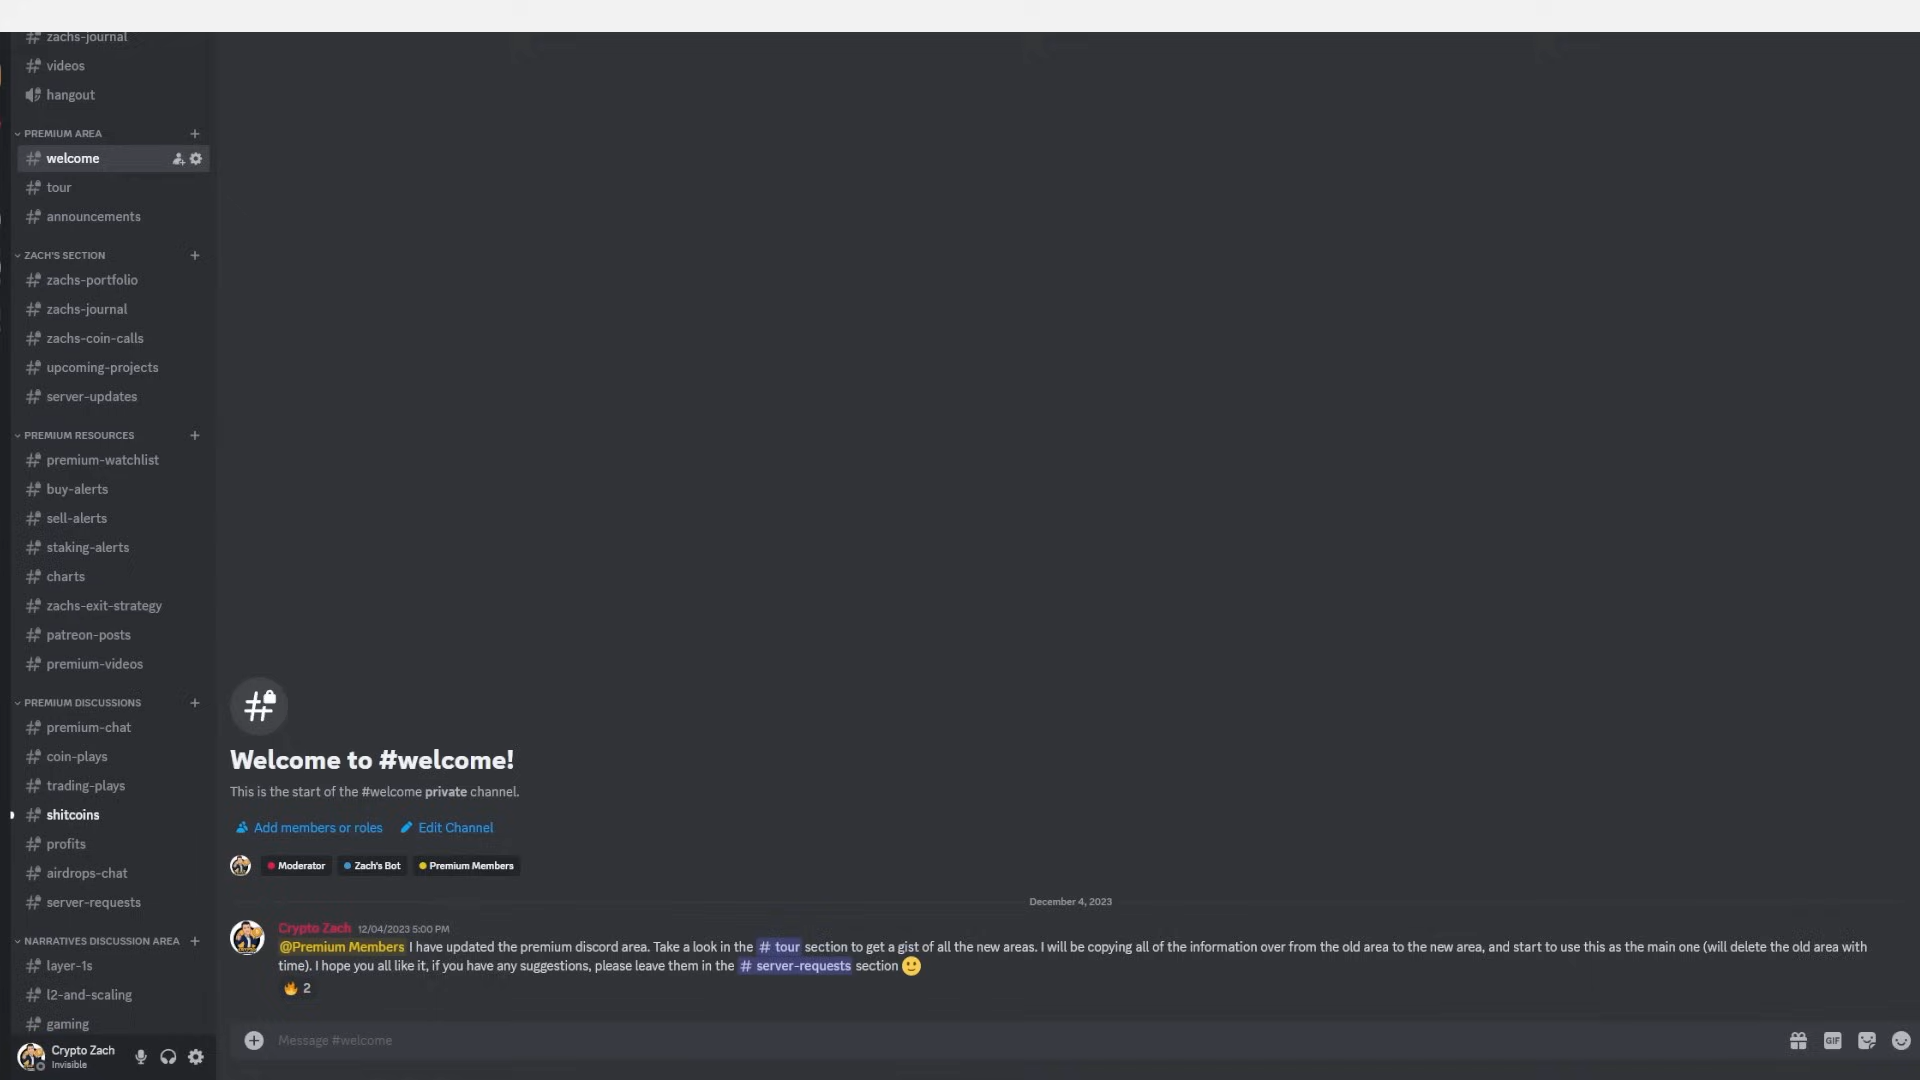 zachs-journal
videos
hangout
PREMIUM AREA
welcome
tour
announcements
ZACH'S SECTION
zachs-portfolio
zachs-journal
zachs-coin-calls
upcoming-projects
server-updates
PREMIUM RESOURCES
premium-watchlist
buy-alerts
sell-alerts
staking-alerts
charts
zachs-exit-strategy
patreon-posts
premium-videos
PREMIUM DISCUSSIONS
premium-chat
coin-plays
trading-plays
shitcoins
profits
airdrops-chat
server-requests
NARRATIVES DISCUSSION AREA
layer-1s
l2-and-scaling
gaming
Crypto Zach
Invisible
Welcome to #welcome!
This is the start of the #welcome private channel.
Add members or roles Edit Channel
Moderator Zach's Bot Premium Members
December 4, 2023
Crypto Zach 12/04/2023 5:00 PM
@Premium Members I have updated the premium discord area. Take a look in the # tour section to get a gist of all the new areas. I will be copying all of the information over from the old area to the new area, and start to use this as the main one (will delete the old area with
time). I hope you all like it, if you have any suggestions, please leave them in the # server-requests section 🙂
🔥 2
Message #welcome
GIF